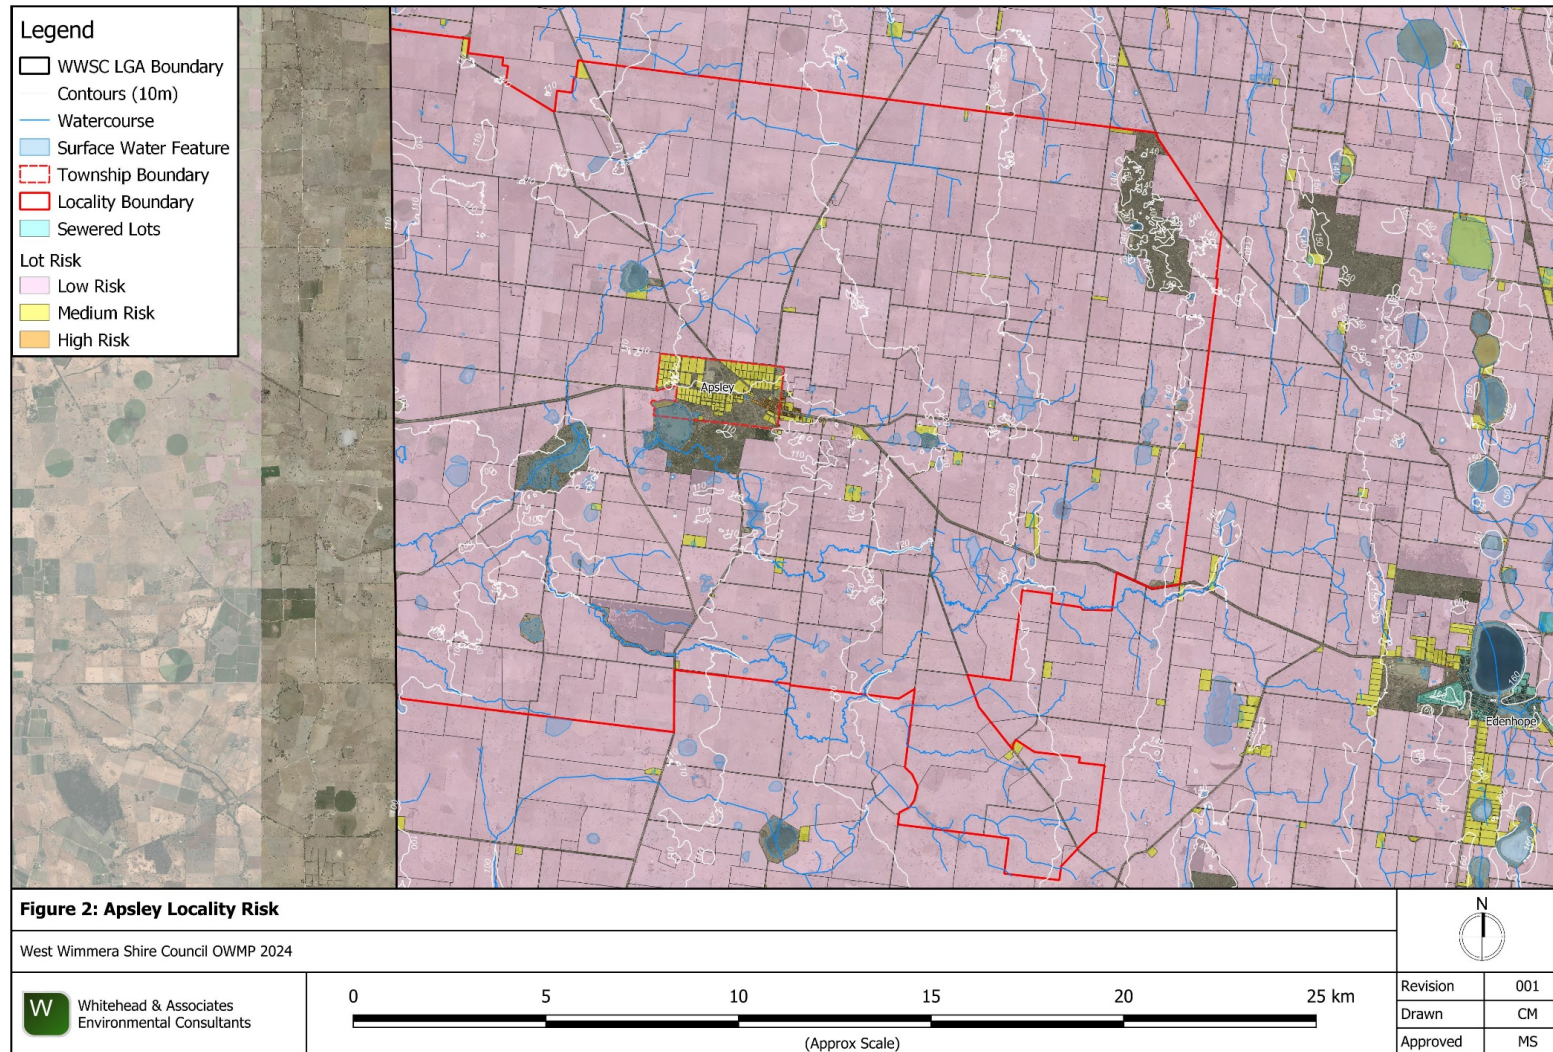 Legend
WWSC LGA Boundary
Contours (10m)
Watercourse
Surface Water Feature
Township Boundary
Locality Boundary
Sewered Lots
Lot Risk
Low Risk
Medium Risk
High Risk
Apsley
Edenhope
Figure 2: Apsley Locality Risk
West Wimmera Shire Council OWMP 2024
W
Whitehead & Associates
Environmental Consultants
0 5 10 15 20 25 km
(Approx Scale)
N
Revision 001
Drawn CM
Approved MS